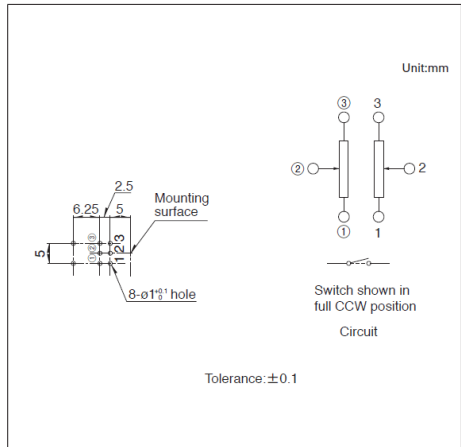 Unit:mm
③ 3
② 2
① 1
2.5
6.25 5
Mounting
surface
5
① ② ③
1 2 3
8-ø1+0.1 0 hole
Switch shown in
full CCW position
Circuit
Tolerance:±0.1